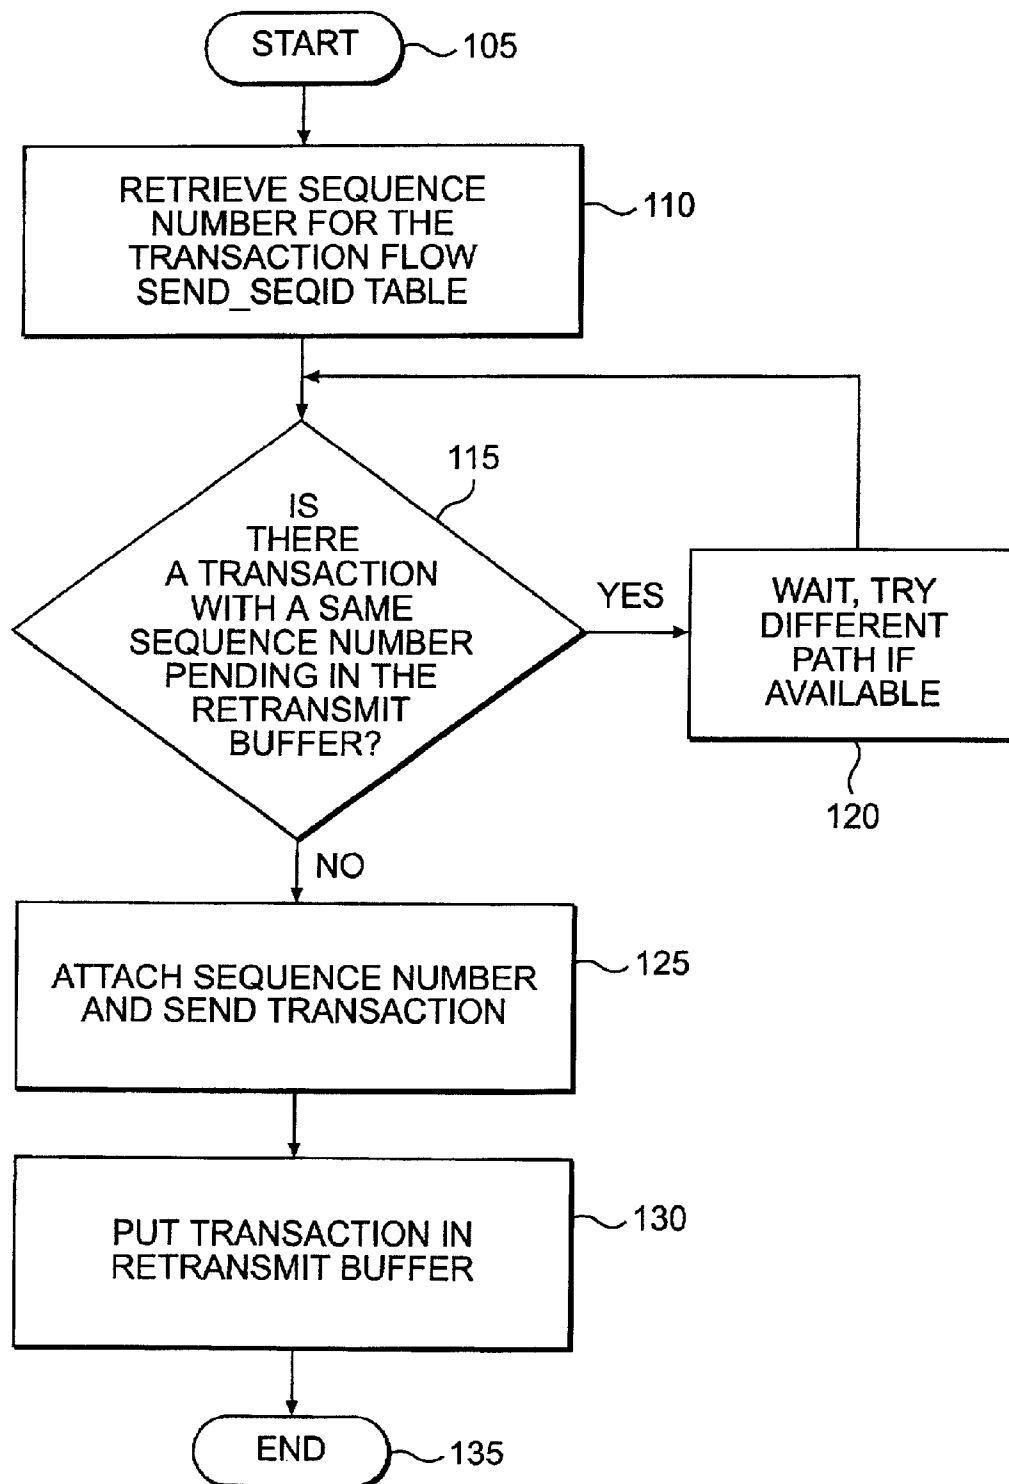 START
105
RETRIEVE SEQUENCE
NUMBER FOR THE
TRANSACTION FLOW
SEND_SEQID TABLE
110
115
IS
THERE
A TRANSACTION
WITH A SAME
SEQUENCE NUMBER
PENDING IN THE
RETRANSMIT
BUFFER?
YES
WAIT, TRY
DIFFERENT
PATH IF
AVAILABLE
120
NO
ATTACH SEQUENCE NUMBER
AND SEND TRANSACTION
125
PUT TRANSACTION IN
RETRANSMIT BUFFER
130
END
135